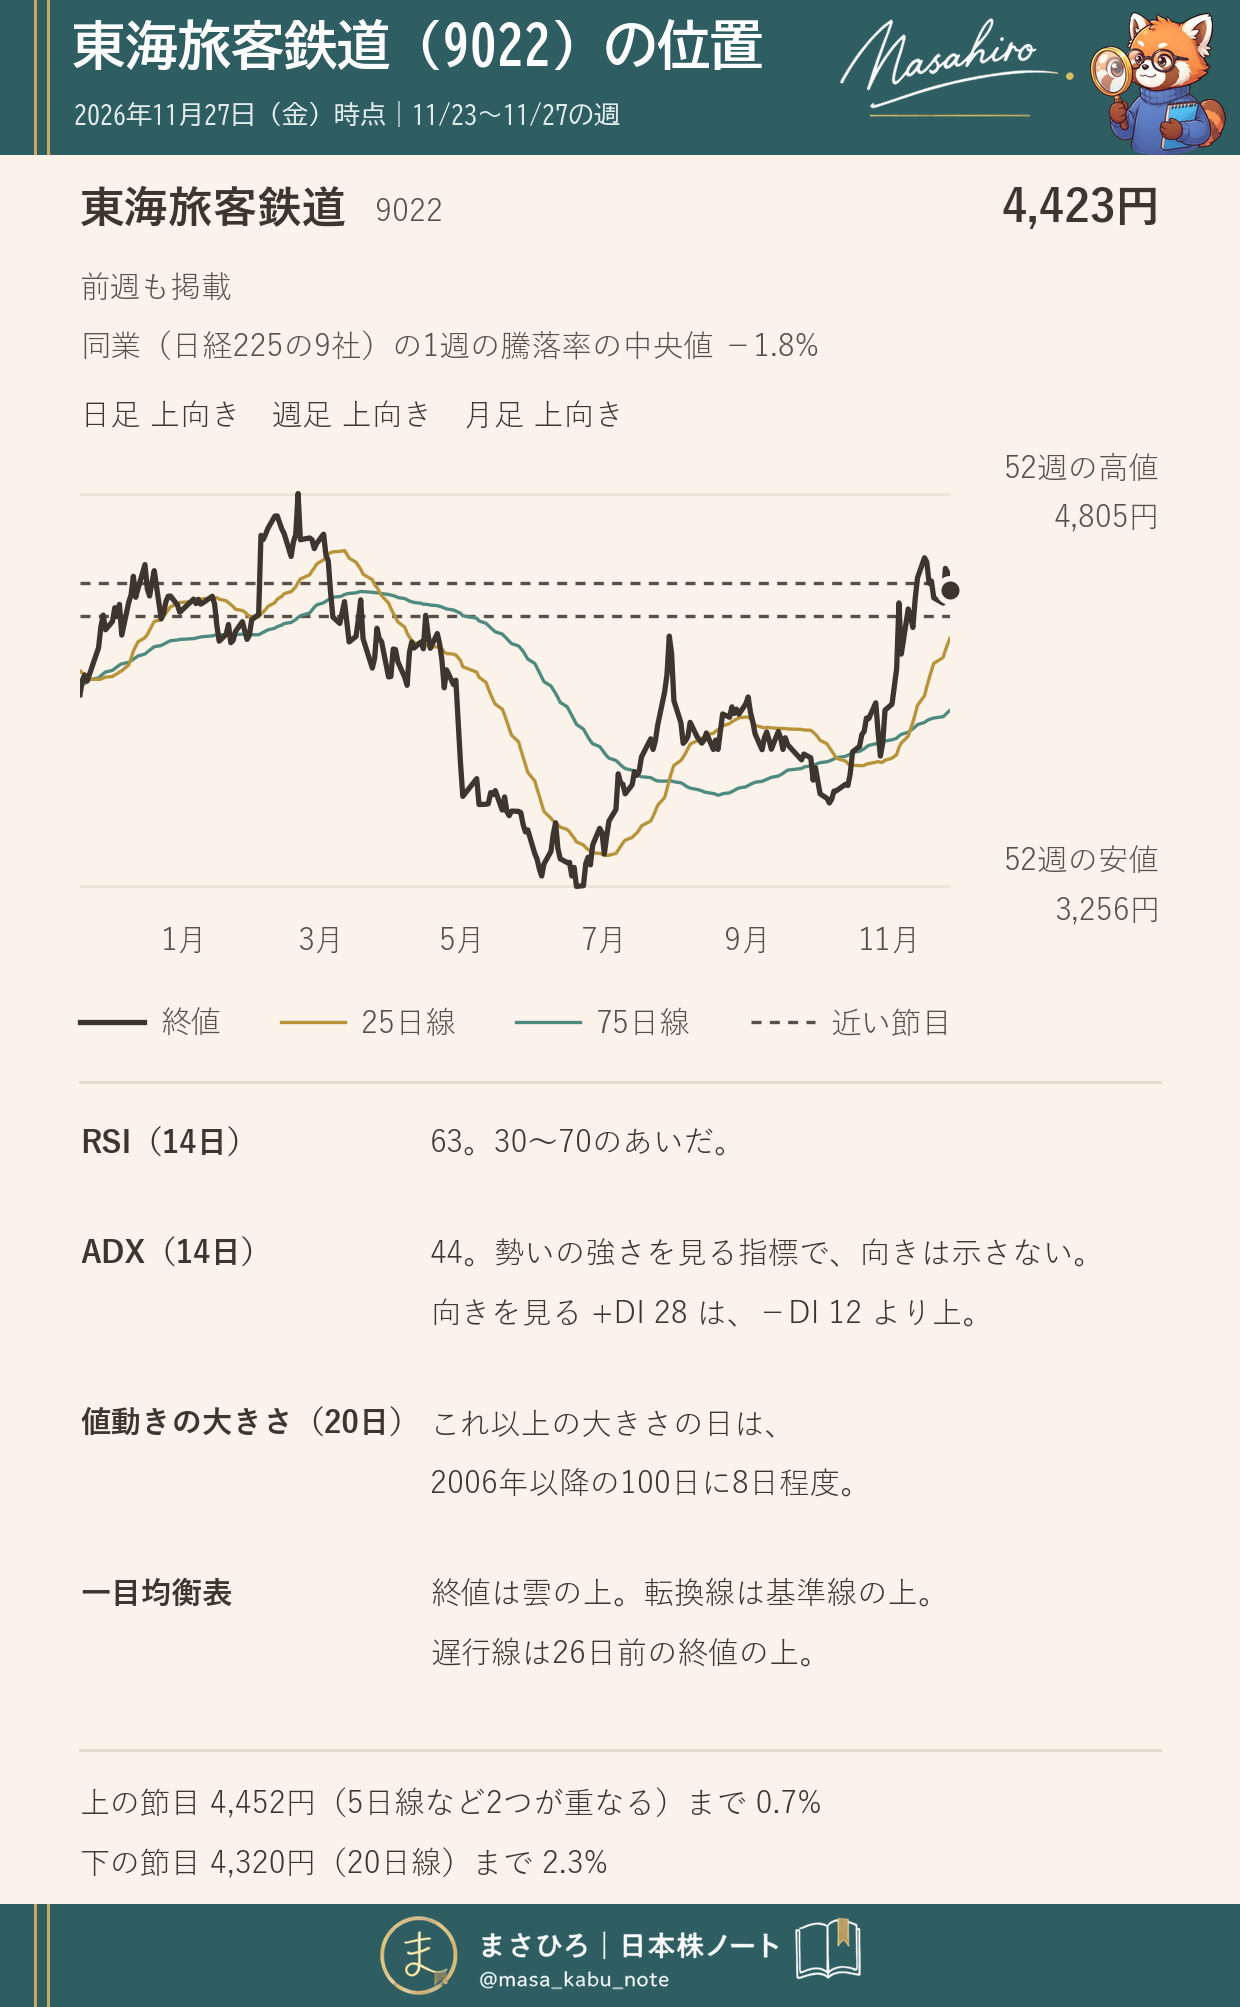 東海旅客鉄道（9022）の位置
Masahiro
2026年11月27日（金）時点｜11/23～11/27の週
東海旅客鉄道 9022 4,423円
前週も掲載
同業（日経225の9社）の1週の騰落率の中央値 －1.8%
日足 上向き 週足 上向き 月足 上向き
52週の高値
4,805円
52週の安値
3,256円
1月 3月 5月 7月 9月 11月
終値 25日線 75日線 近い節目
RSI（14日） 63。30～70のあいだ。
ADX（14日） 44。勢いの強さを見る指標で、向きは示さない。
向きを見る +DI 28 は、－DI 12 より上。
値動きの大きさ（20日） これ以上の大きさの日は、
2006年以降の100日に8日程度。
一目均衡表 終値は雲の上。転換線は基準線の上。
遅行線は26日前の終値の上。
上の節目 4,452円（5日線など2つが重なる）まで 0.7%
下の節目 4,320円（20日線）まで 2.3%
ま まさひろ｜日本株ノート
@masa_kabu_note